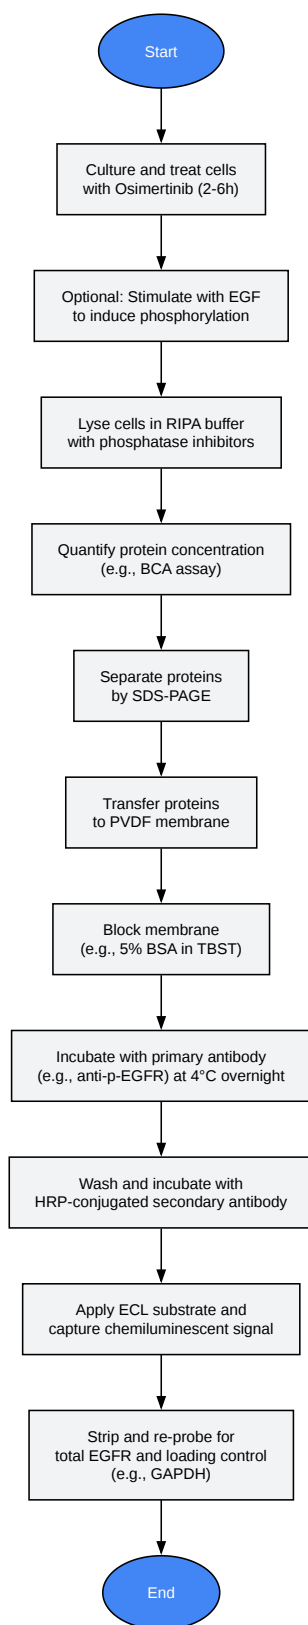 Start
Culture and treat cells
with Osimertinib (2-6h)
Optional: Stimulate with EGF
to induce phosphorylation
Lyse cells in RIPA buffer
with phosphatase inhibitors
Quantify protein concentration
(e.g., BCA assay)
Separate proteins
by SDS-PAGE
Transfer proteins
to PVDF membrane
Block membrane
(e.g., 5% BSA in TBST)
Incubate with primary antibody
(e.g., anti-p-EGFR) at 4°C overnight
Wash and incubate with
HRP-conjugated secondary antibody
Apply ECL substrate and
capture chemiluminescent signal
Strip and re-probe for
total EGFR and loading control
(e.g., GAPDH)
End